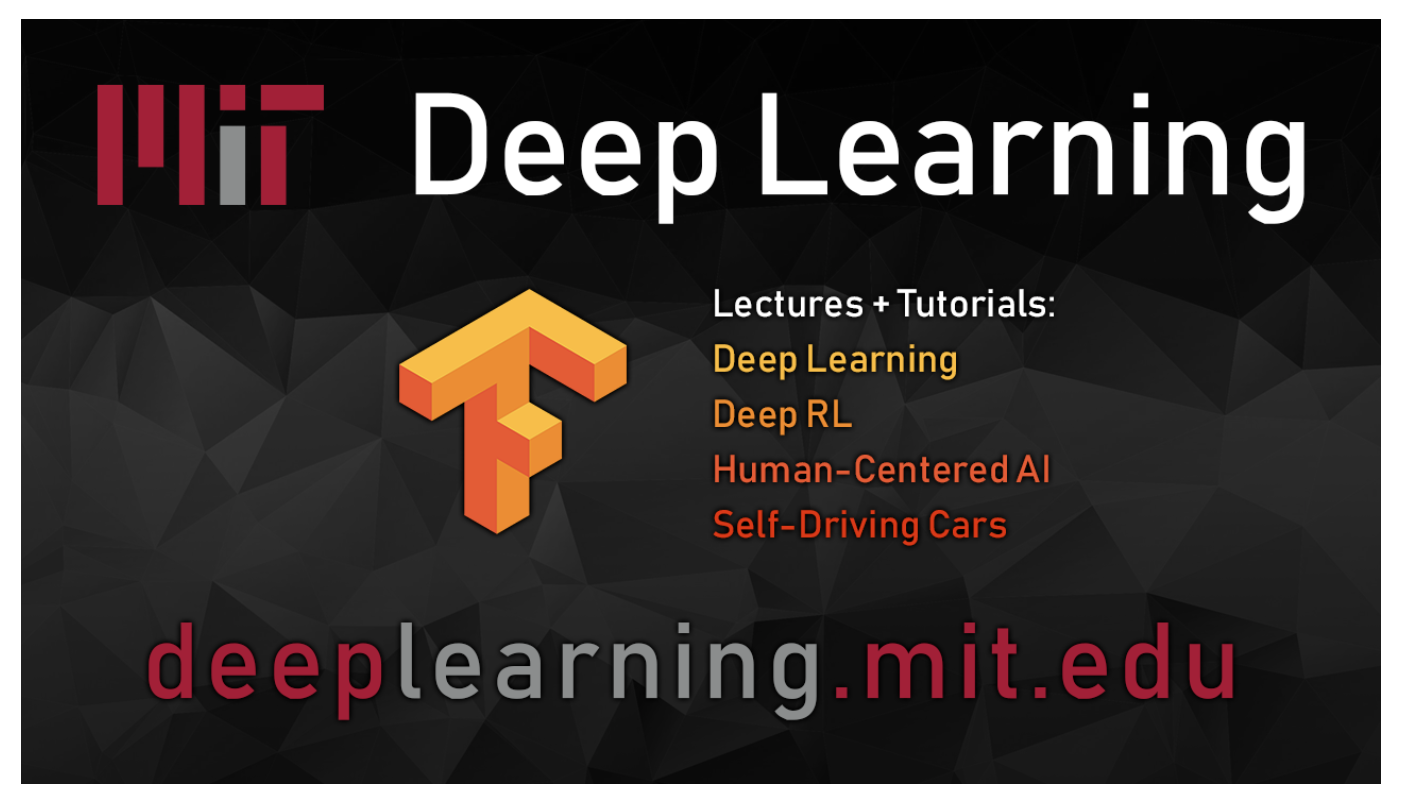 MIT Deep Learning
Lectures + Tutorials:
Deep Learning
Deep RL
Human-Centered AI
Self-Driving Cars
deeplearning.mit.edu